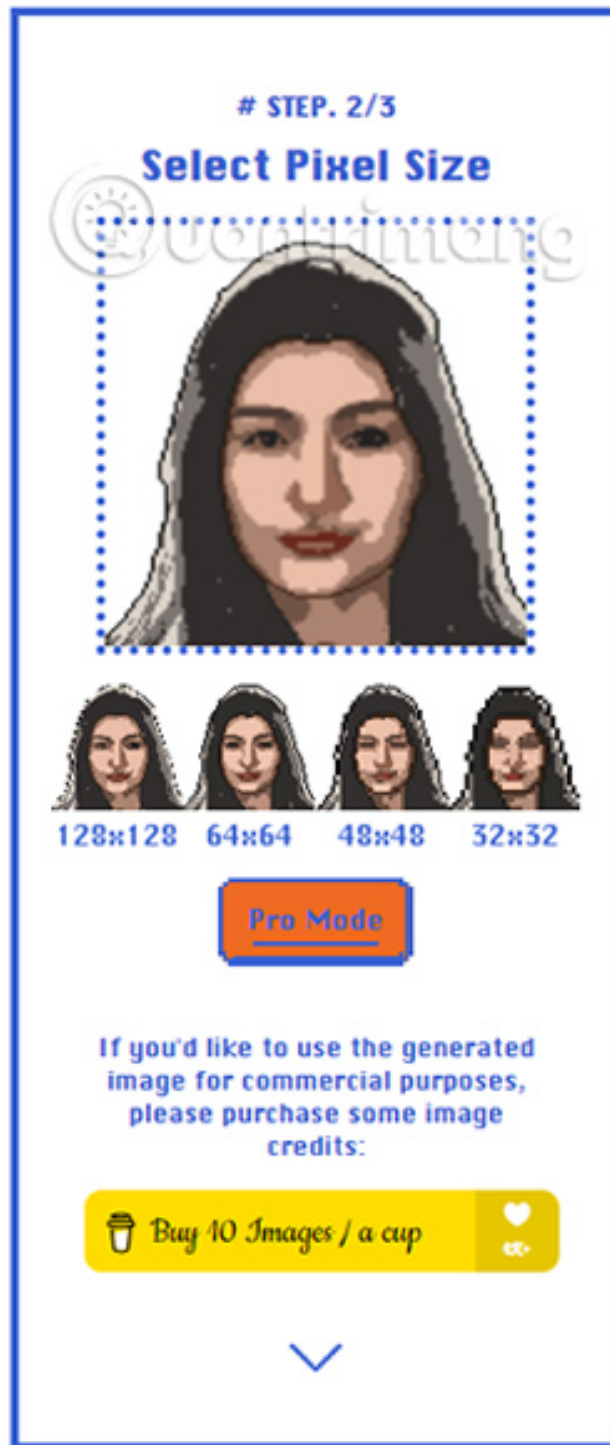 # STEP. 2/3
Select Pixel Size
Quantrimang
128x128 64x64 48x48 32x32
Pro Mode
If you'd like to use the generated
image for commercial purposes,
please purchase some image
credits:
Buy 10 Images / a cup